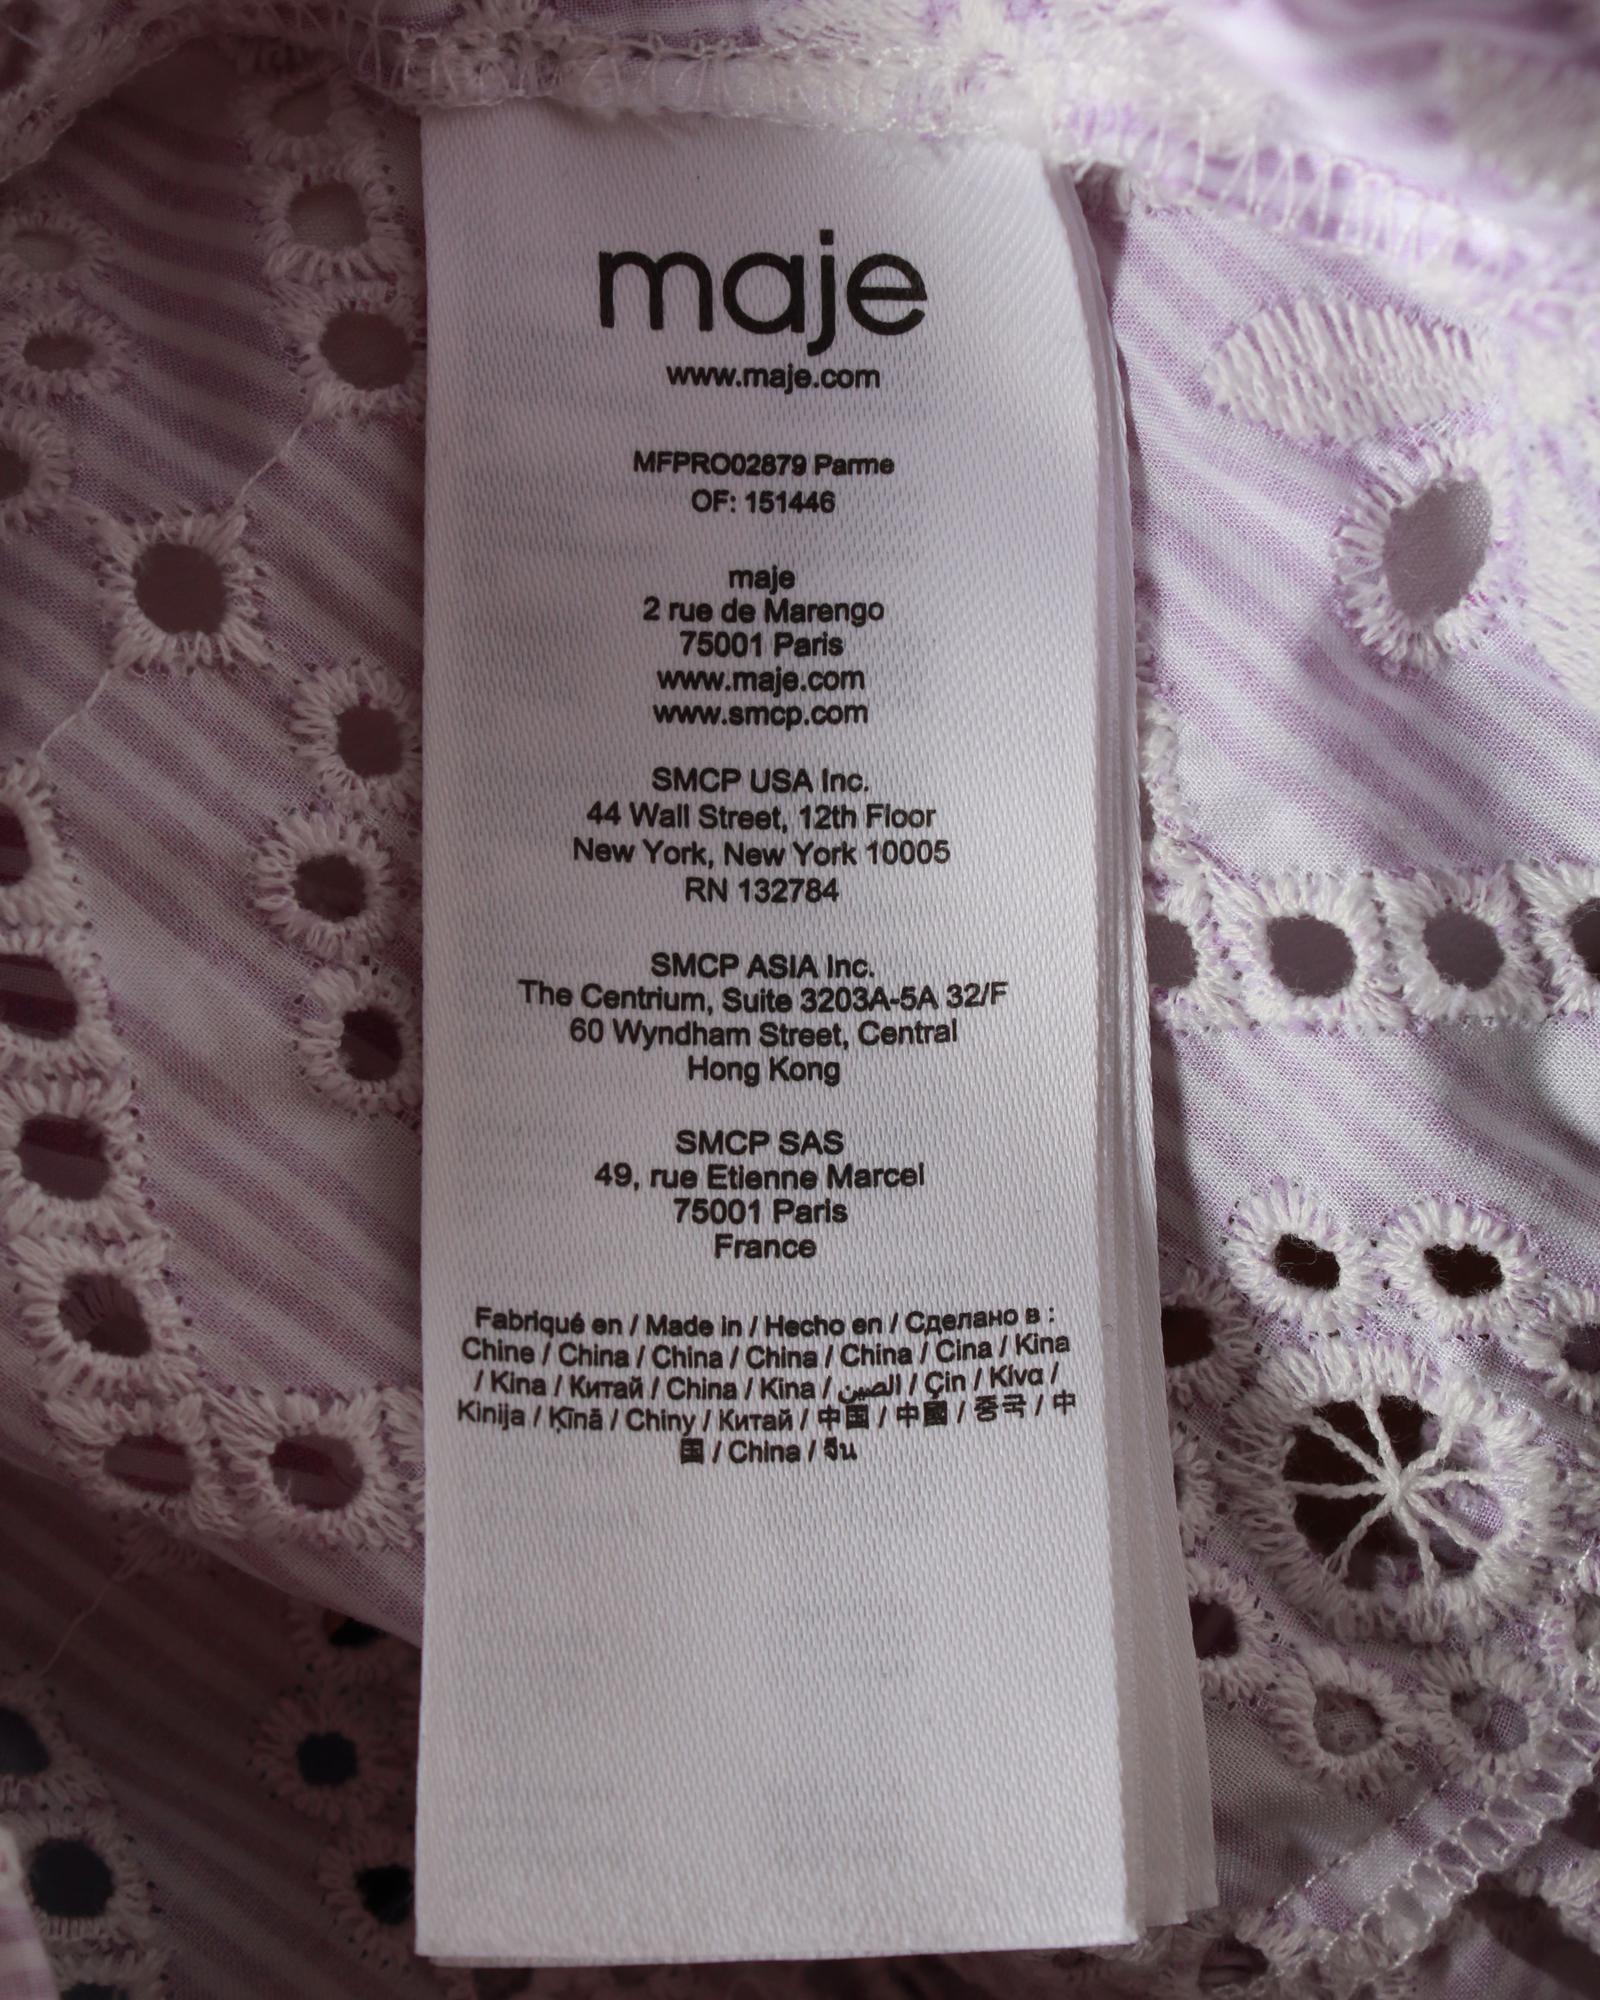 maje
www.maje.com
MFPRO02879 Parme
OF: 151446
maje
2 rue de Marengo
75001 Paris
www.maje.com
www.smcp.com
SMCP USA Inc.
44 Wall Street, 12th Floor
New York, New York 10005
RN 132784
SMCP ASIA Inc.
The Centrium, Suite 3203A-5A 32/F
60 Wyndham Street, Central
Hong Kong
SMCP SAS
49, rue Etienne Marcel
75001 Paris
France
Fabriqué en / Made in / Hecho en / Сделано в :
Chine / China / China / China / China / Cina / Kina
/ Kina / Китай / China / Kina / الصين / Çin / Κίνα /
Kinija / Ķīnā / Chiny / Китай / 中国 / 中國 / 중국 / 中
国 / China / จีน